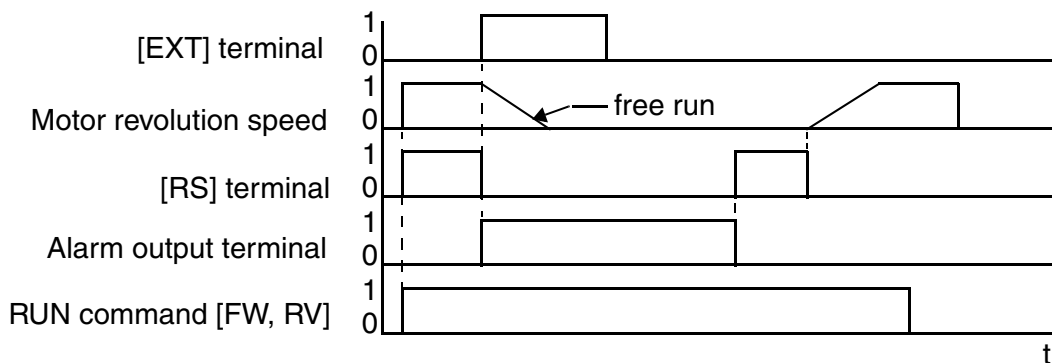 [EXT] terminal
1
0
Motor revolution speed
1
0
free run
[RS] terminal
1
0
Alarm output terminal
1
0
RUN command [FW, RV]
1
0
t